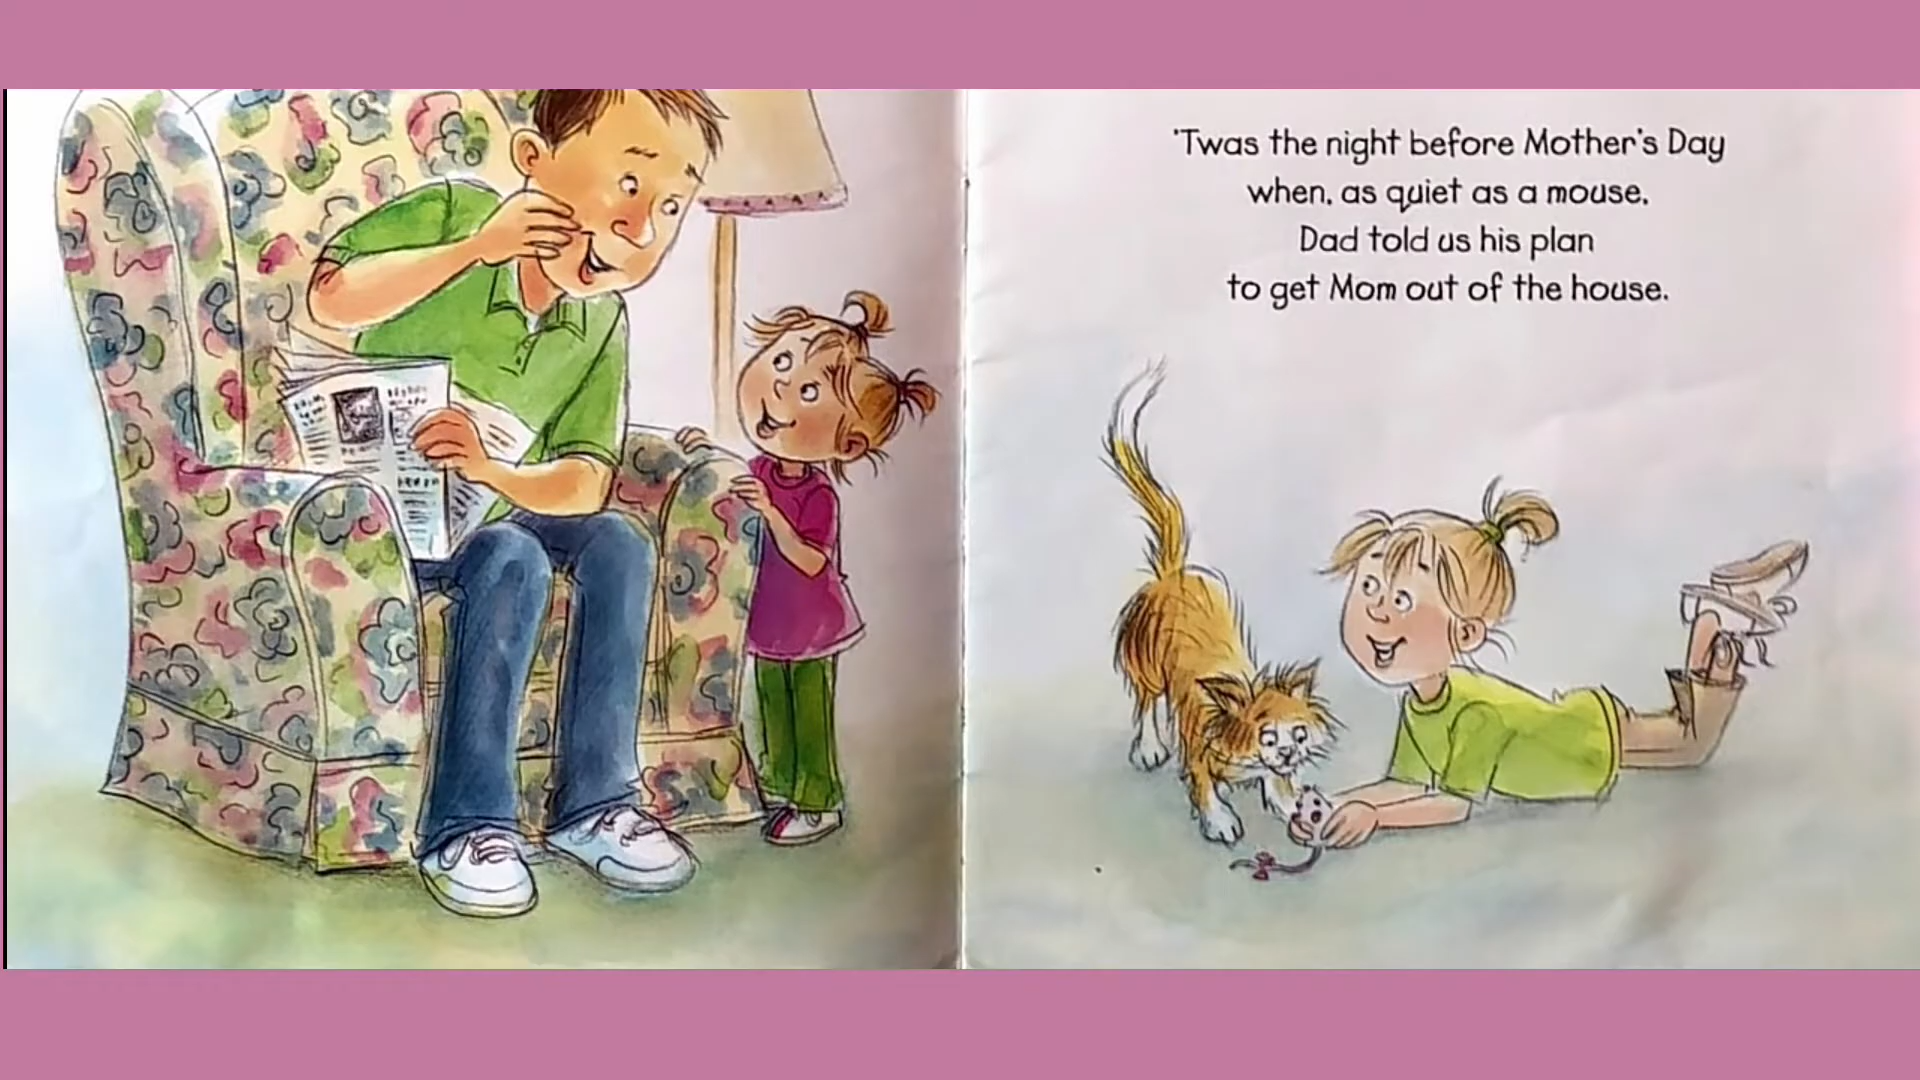 'Twas the night before Mother's Day
when, as quiet as a mouse,
Dad told us his plan
to get Mom out of the house.